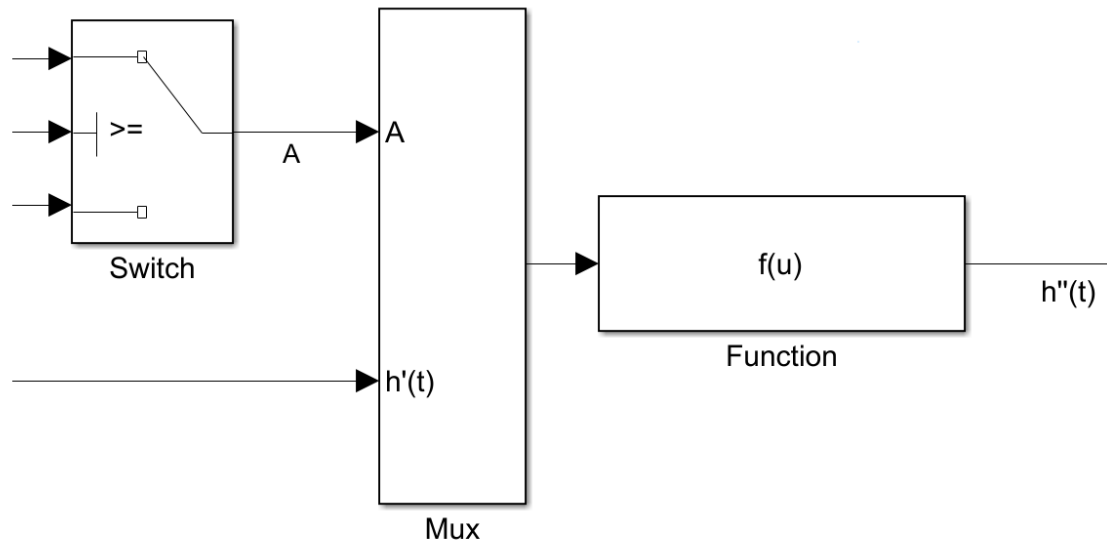 >=
A
Switch
A
h'(t)
Mux
f(u)
Function
h''(t)